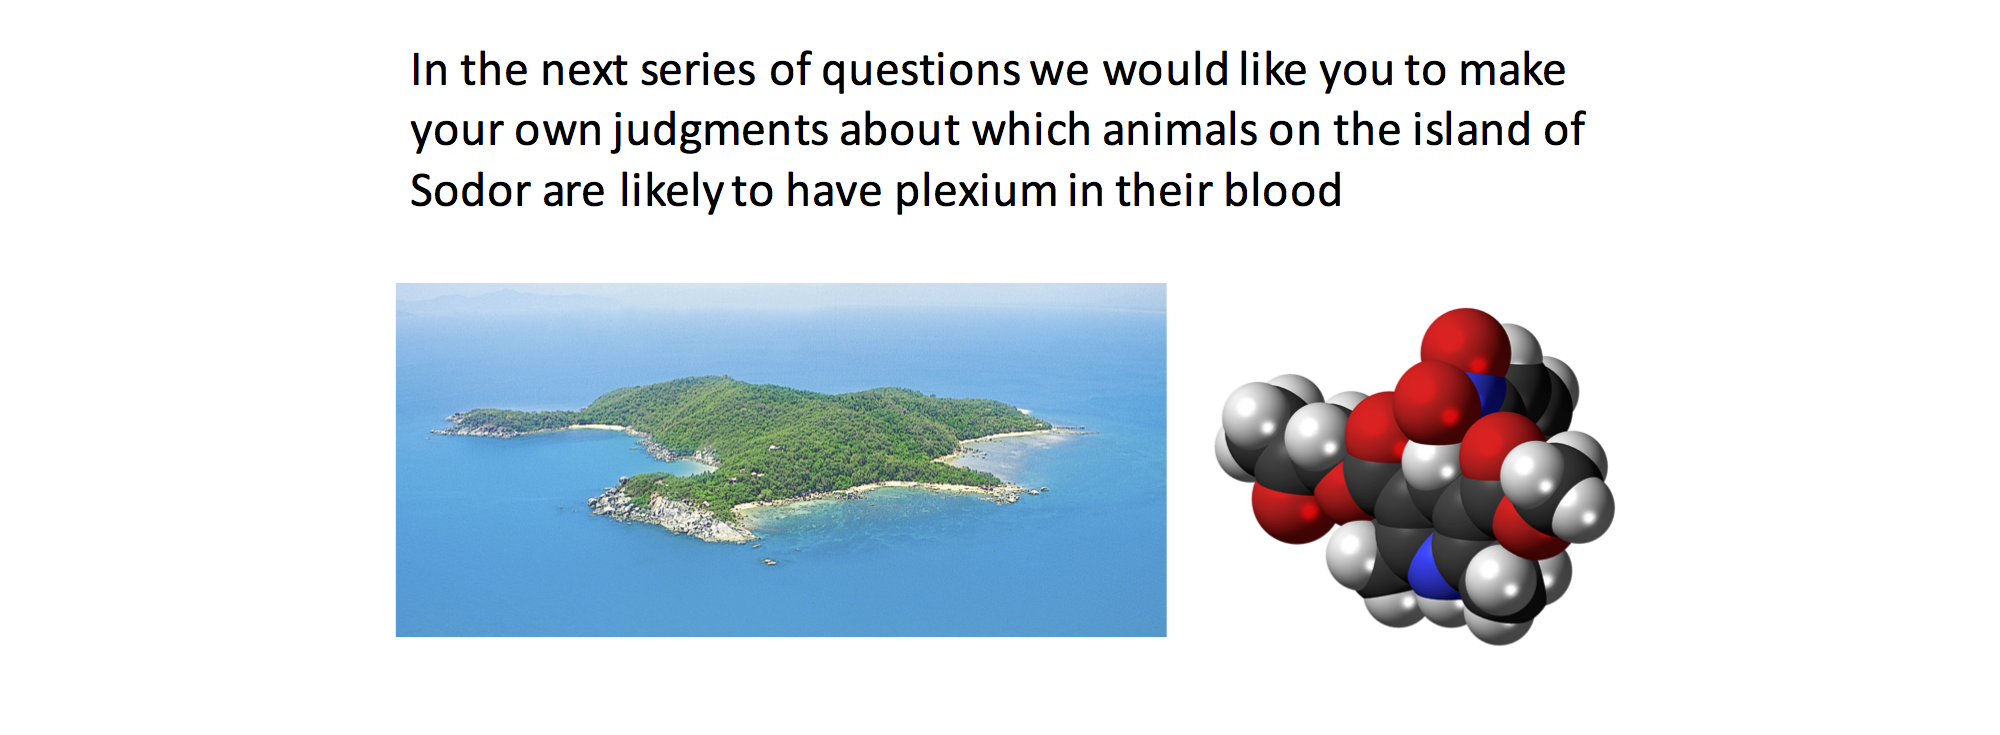 In the next series of questions we would like you to make
your own judgments about which animals on the island of
Sodor are likely to have plexium in their blood